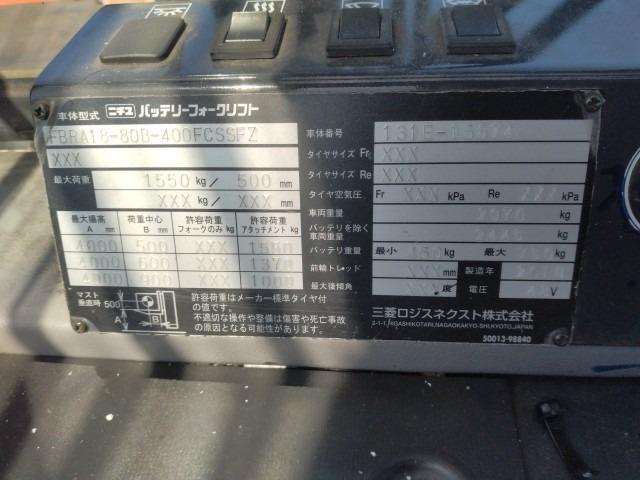 車体型式 ニチユ バッテリーフォークリフト
FBRA18-80B-400FCSSFZ
XXX
最大荷重 1550 kg/ 500 mm
XXX kg/ XXX mm
最大揚高 A mm 荷重中心 B mm 許容荷重 フォークのみ kg 許容荷重 アタッチメント kg
4000 500 XXX 1550
4000 600 XXX
4000 XXX
マスト垂直時 500 B A
許容荷重はメーカー標準タイヤ付
の値です。
不適切な操作や整備は傷害や死亡事故
の原因となる可能性があります。
車体番号
タイヤサイズ Fr XXX
タイヤサイズ Re XXX
タイヤ空気圧 Fr XXX kPa Re kPa
車両重量 kg
バッテリを除く車両重量 kg
バッテリ重量 最小 kg 最大 kg
前輪トレッド XXX mm 製造年
最大後傾角 度 電圧 V
三菱ロジスネクスト株式会社
2-1-1,HIGASHIKOTARI,NAGAOKAKYO-SHI,KYOTO,JAPAN
50013-98840